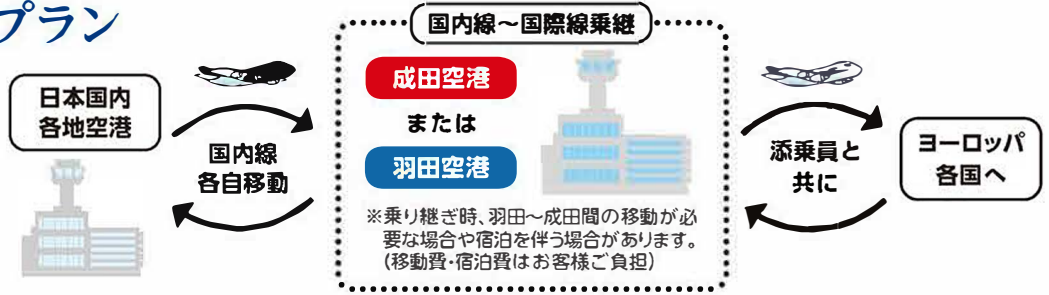 プラン
国内線～国際線乗継
日本国内
各地空港
国内線
各自移動
成田空港
または
羽田空港
※乗り継ぎ時、羽田～成田間の移動が必
要な場合や宿泊を伴う場合があります。
(移動費・宿泊費はお客様ご負担)
添乗員と
共に
ヨーロッパ
各国へ